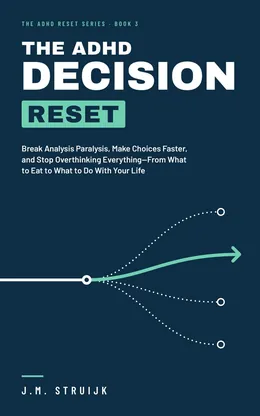 THE ADHD RESET SERIES · BOOK 3
THE ADHD
DECISION
RESET
Break Analysis Paralysis, Make Choices Faster,
and Stop Overthinking Everything—From What
to Eat to What to Do With Your Life
J.M. STRUIJK